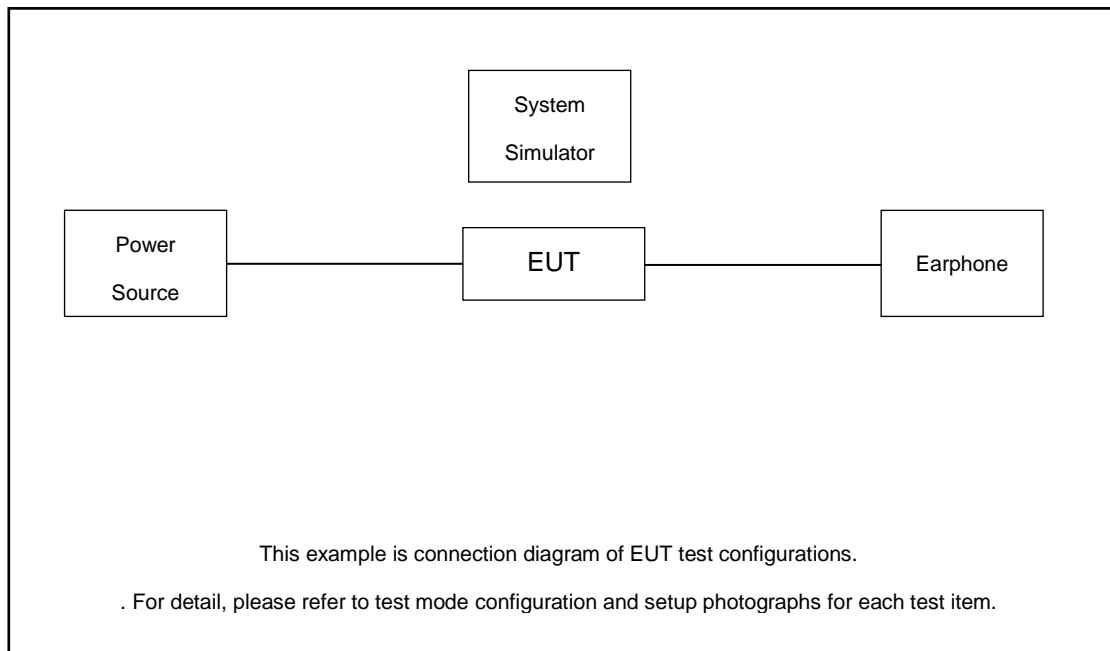 System
Simulator
Power
Source
EUT
Earphone
This example is connection diagram of EUT test configurations.
. For detail, please refer to test mode configuration and setup photographs for each test item.